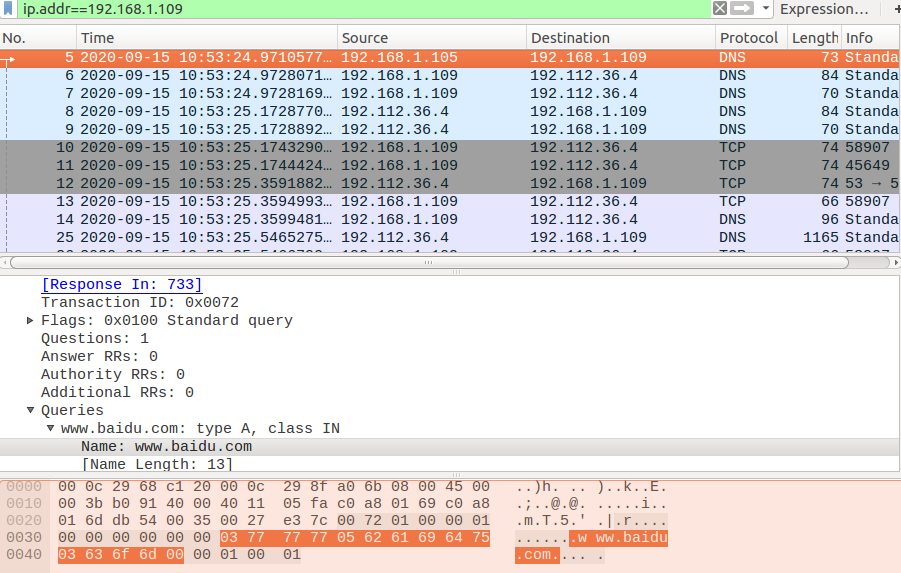 ip.addr==192.168.1.109 Expression… +
No. Time Source Destination Protocol Length Info
5 2020-09-15 10:53:24.9710577… 192.168.1.105 192.168.1.109 DNS 73 Standa
6 2020-09-15 10:53:24.9728071… 192.168.1.109 192.112.36.4 DNS 84 Standa
7 2020-09-15 10:53:24.9728169… 192.168.1.109 192.112.36.4 DNS 70 Standa
8 2020-09-15 10:53:25.1728770… 192.112.36.4 192.168.1.109 DNS 84 Standa
9 2020-09-15 10:53:25.1728892… 192.112.36.4 192.168.1.109 DNS 70 Standa
10 2020-09-15 10:53:25.1743290… 192.168.1.109 192.112.36.4 TCP 74 58907
11 2020-09-15 10:53:25.1744424… 192.168.1.109 192.112.36.4 TCP 74 45649
12 2020-09-15 10:53:25.3591882… 192.112.36.4 192.168.1.109 TCP 74 53 → 5
13 2020-09-15 10:53:25.3594993… 192.168.1.109 192.112.36.4 TCP 66 58907
14 2020-09-15 10:53:25.3599481… 192.168.1.109 192.112.36.4 DNS 96 Standa
25 2020-09-15 10:53:25.5465275… 192.112.36.4 192.168.1.109 DNS 1165 Standa
[Response In: 733]
Transaction ID: 0x0072
Flags: 0x0100 Standard query
Questions: 1
Answer RRs: 0
Authority RRs: 0
Additional RRs: 0
Queries
www.baidu.com: type A, class IN
Name: www.baidu.com
[Name Length: 13]
0000 00 0c 29 68 c1 20 00 0c 29 8f a0 6b 08 00 45 00 ..)h. .. )..k..E.
0010 00 3b b0 91 40 00 40 11 05 fa c0 a8 01 69 c0 a8 .;..@.@. .....i..
0020 01 6d db 54 00 35 00 27 e3 7c 00 72 01 00 00 01 .m.T.5.' .|.r....
0030 00 00 00 00 00 00 03 77 77 77 05 62 61 69 64 75 .......w ww.baidu
0040 03 63 6f 6d 00 00 01 00 01 .com.... .